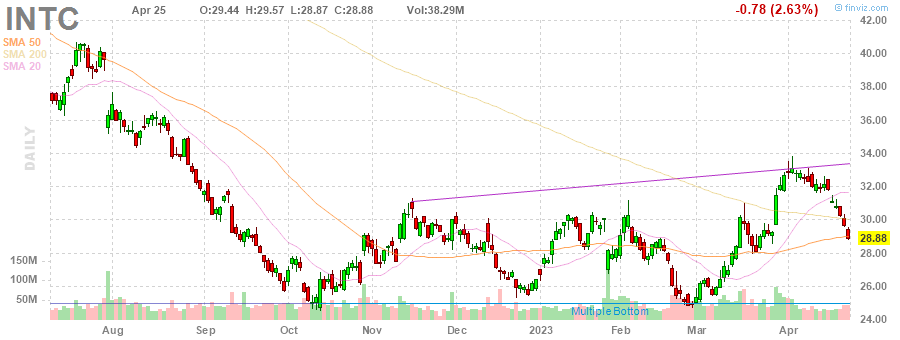 INTC Apr 25 O:29.44 H:29.57 L:28.87 C:28.88 Vol:38.29M -0.78 (2.63%) © finviz.com
SMA 50
SMA 200
SMA 20
DAILY
42.00
40.00
38.00
36.00
34.00
32.00
30.00
28.88
28.00
26.00
24.00
150M
100M
50M
Multiple Bottom
Aug Sep Oct Nov Dec 2023 Feb Mar Apr